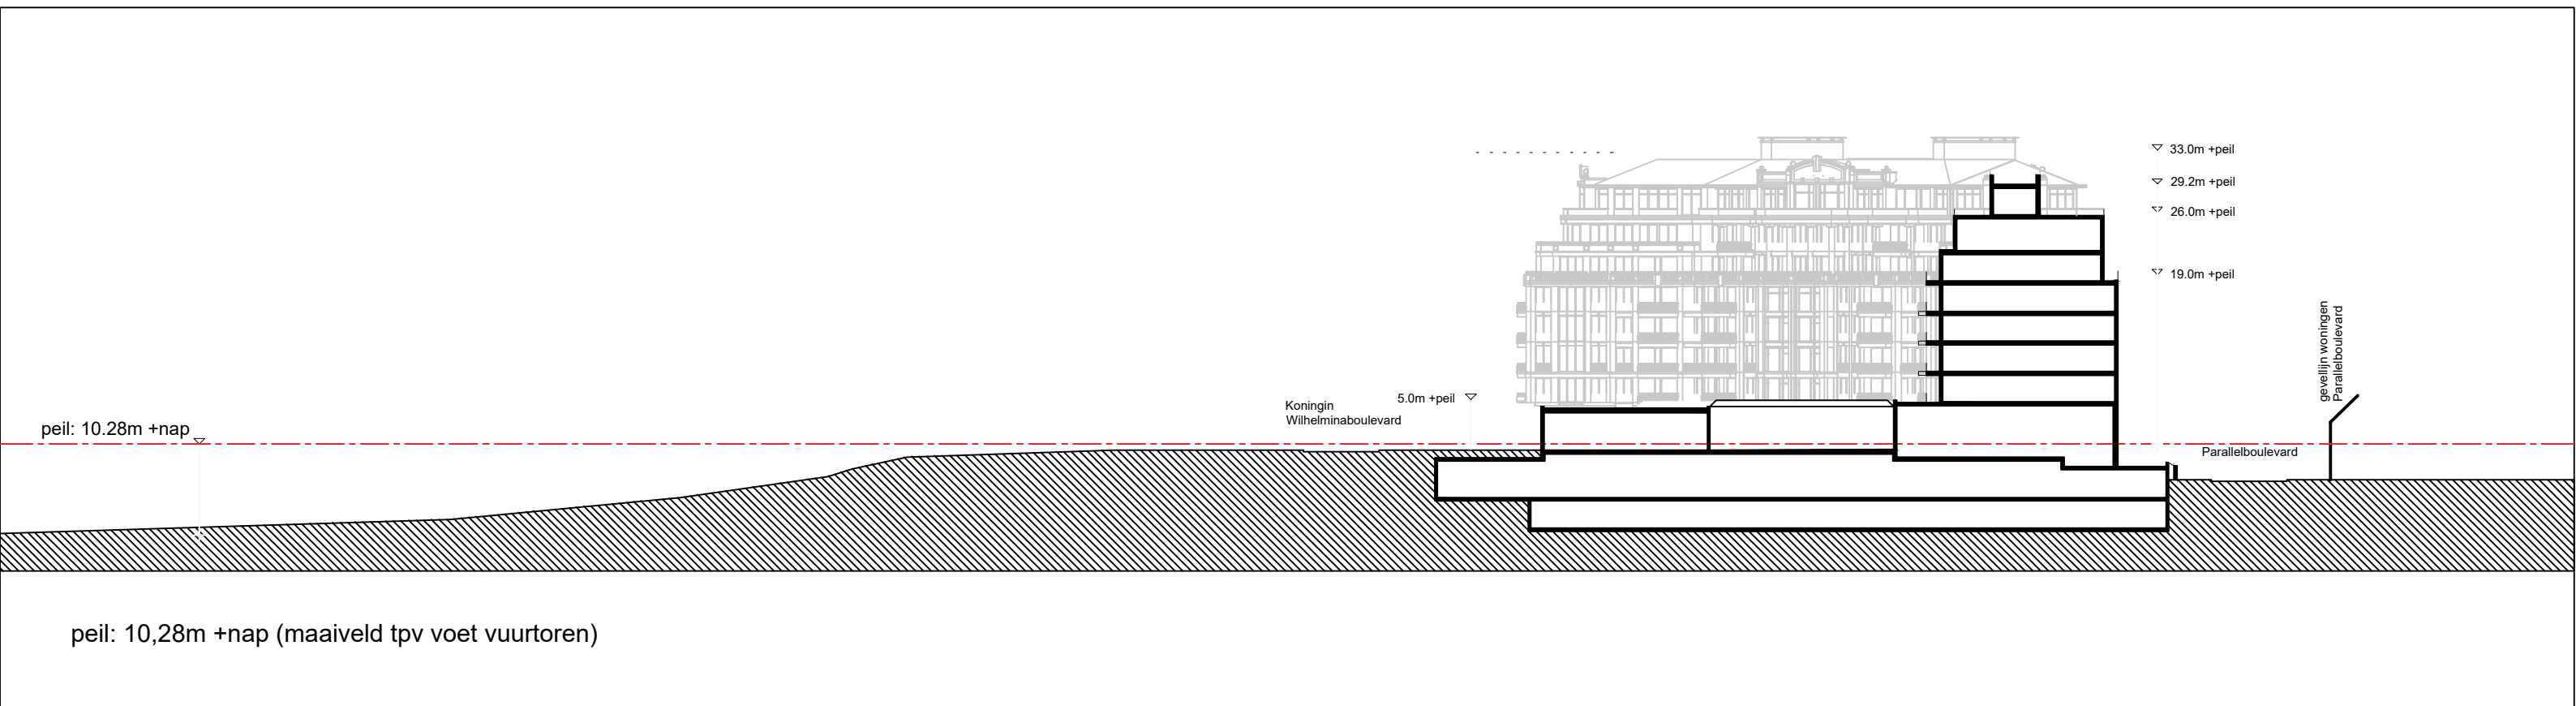 33.0m +peil
29.2m +peil
26.0m +peil
19.0m +peil
gevellijn woningen
Parallelboulevard
5.0m +peil
Koningin
Wilhelminaboulevard
peil: 10.28m +nap
Parallelboulevard
peil: 10,28m +nap (maaiveld tpv voet vuurtoren)